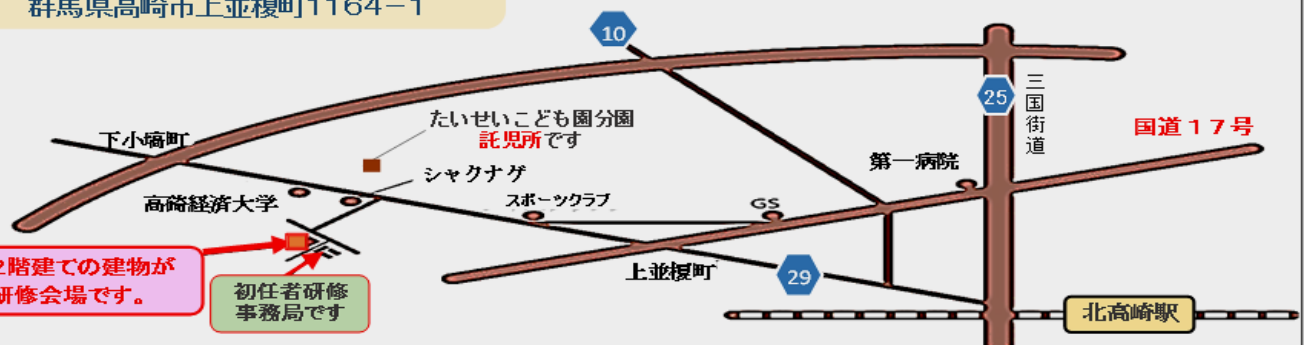 群馬県高崎市上並榎町1164-1
10
25
三国街道
国道17号
たいせいこども園分園
託児所です
下小塙町
シャクナゲ
第一病院
高崎経済大学
スポーツクラブ
GS
2階建ての建物が
研修会場です。
初任者研修
事務局です
上並榎町
29
北高崎駅